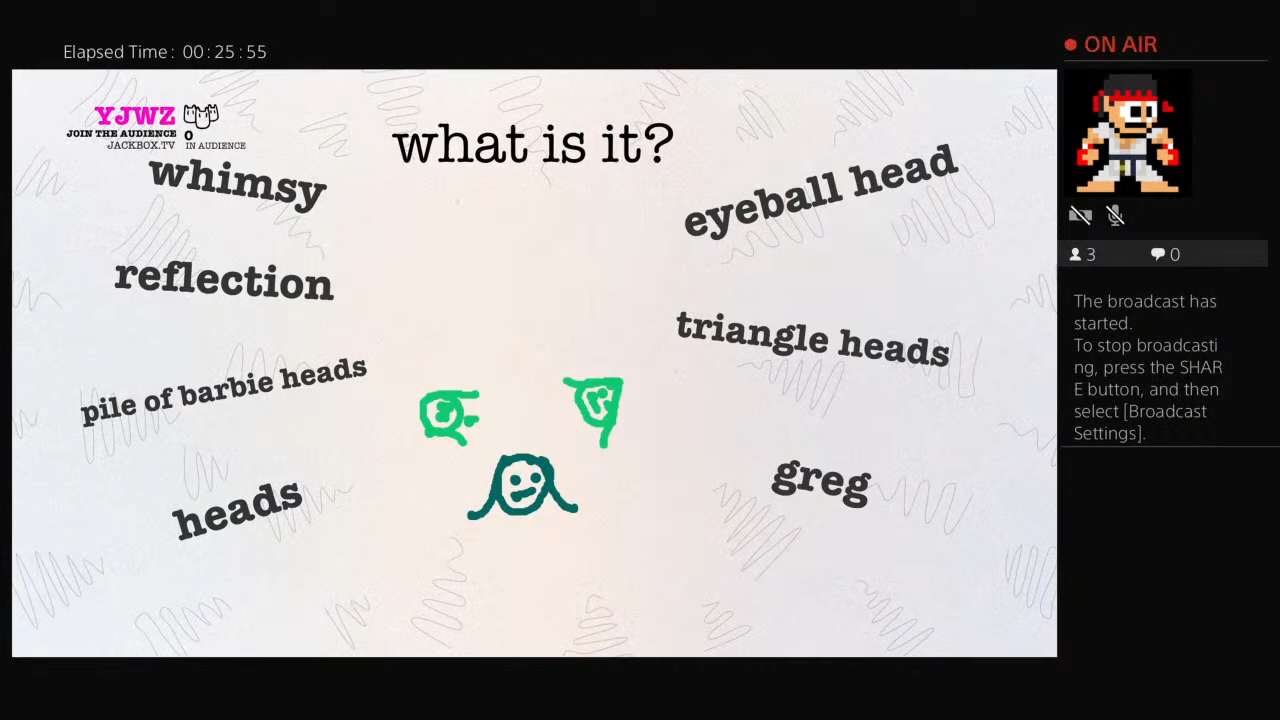 Elapsed Time: 00:25:55
ON AIR
YJWZ
JOIN THE AUDIENCE
JACKBOX.TV
0
IN AUDIENCE
what is it?
whimsy
reflection
pile of barbie heads
heads
eyeball head
triangle heads
greg
3
0
The broadcast has
started.
To stop broadcasti
ng, press the SHAR
E button, and then
select [Broadcast
Settings].